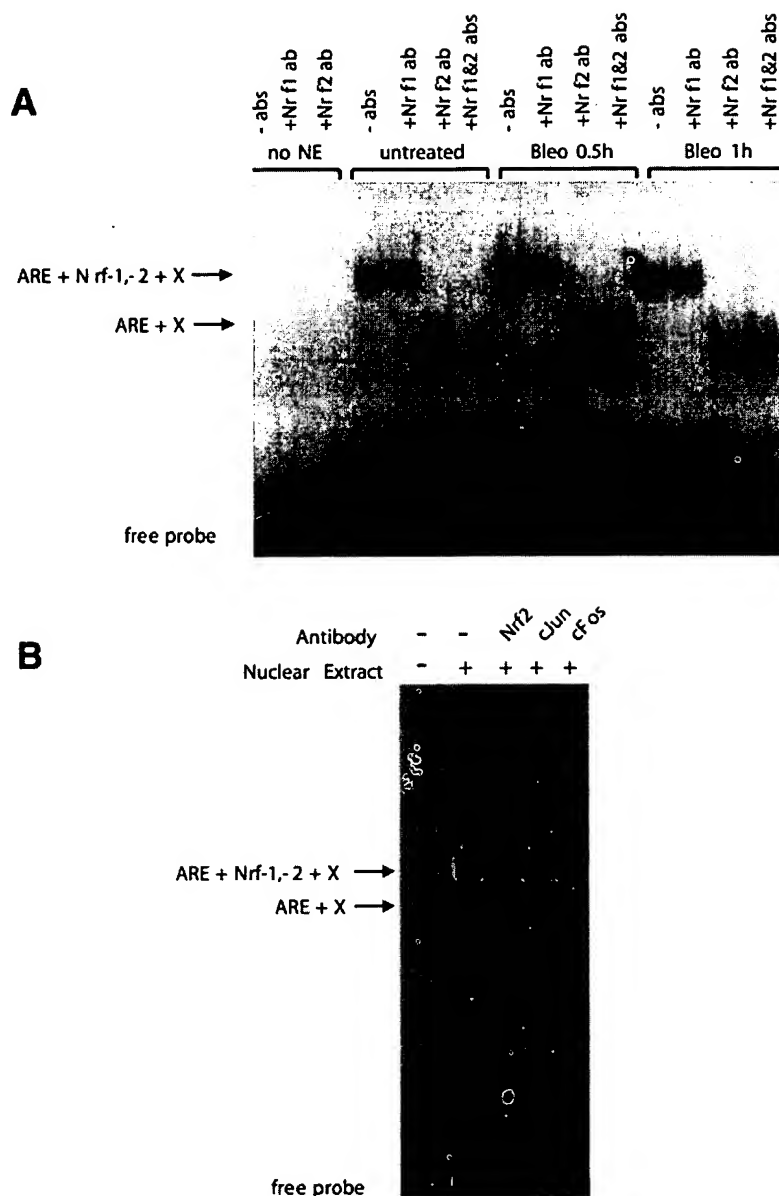 A
- abs
+Nr f1 ab
+Nr f2 ab
- abs
+Nr f1 ab
+Nr f2 ab
+Nr f1&2 abs
- abs
+Nr f1 ab
+Nr f2 ab
+Nr f1&2 abs
- abs
+Nr f1 ab
+Nr f2 ab
+Nr f1&2 abs
no NE untreated Bleo 0.5h Bleo 1h
ARE + N rf-1,-2 + X
ARE + X
free probe
B
Antibody - - Nrf2 cJun cFos
Nuclear Extract - + + + +
ARE + Nrf-1,-2 + X
ARE + X
free probe